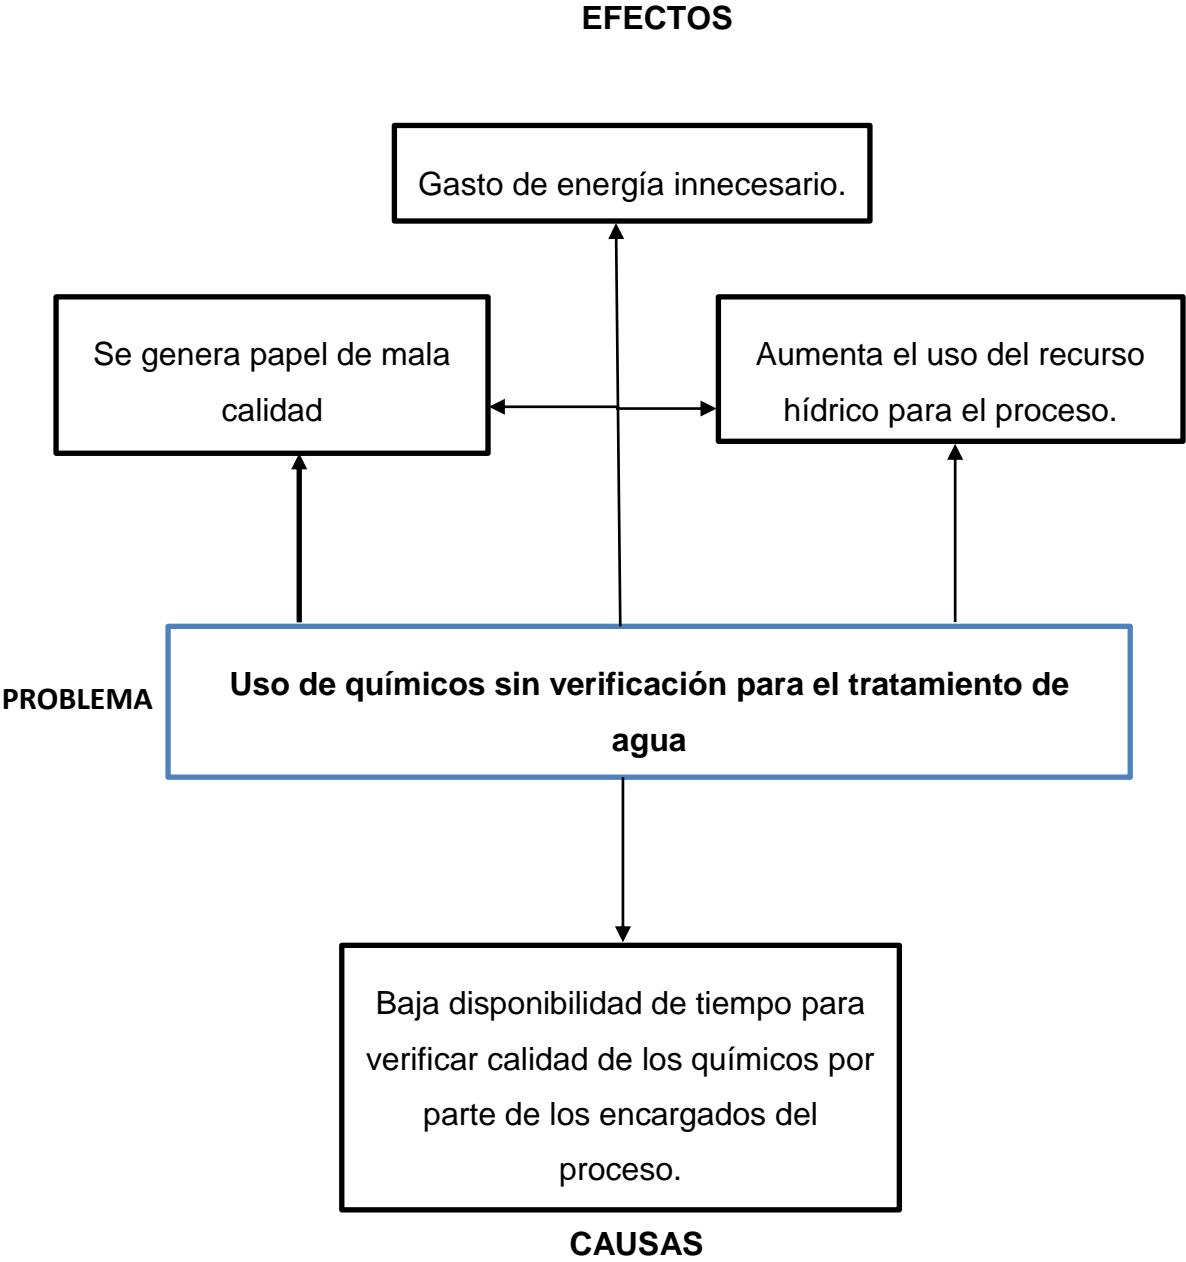 EFECTOS
Gasto de energía innecesario.
Se genera papel de mala
calidad
Aumenta el uso del recurso
hídrico para el proceso.
PROBLEMA
Uso de químicos sin verificación para el tratamiento de
agua
Baja disponibilidad de tiempo para
verificar calidad de los químicos por
parte de los encargados del
proceso.
CAUSAS